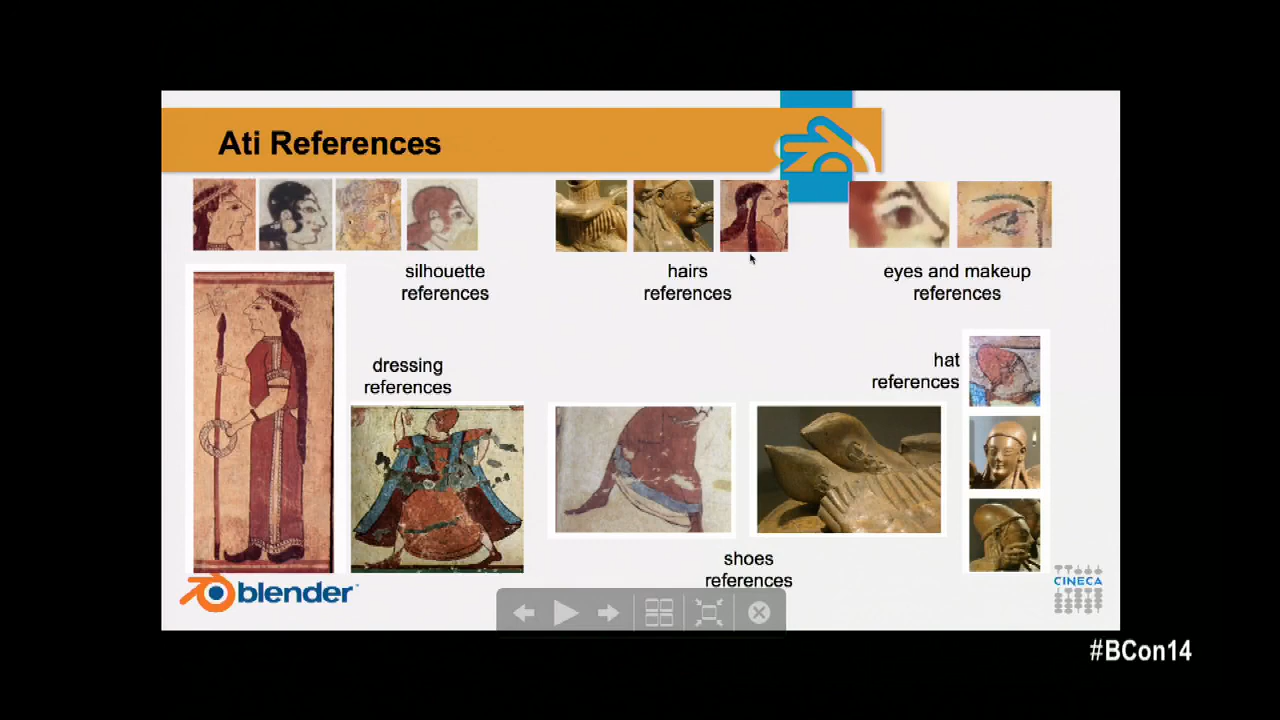 Ati References
silhouette
references
hairs
references
eyes and makeup
references
dressing
references
hat
references
shoes
references
blender
CINECA
#BCon14